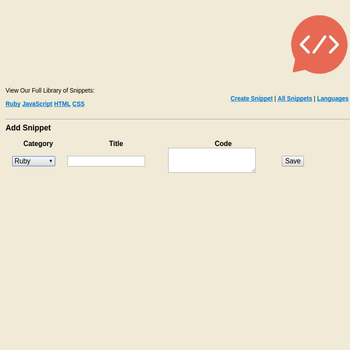 </>
View Our Full Library of Snippets:
Ruby JavaScript HTML CSS
Create Snippet | All Snippets | Languages
Add Snippet
Category Title Code
Ruby Save